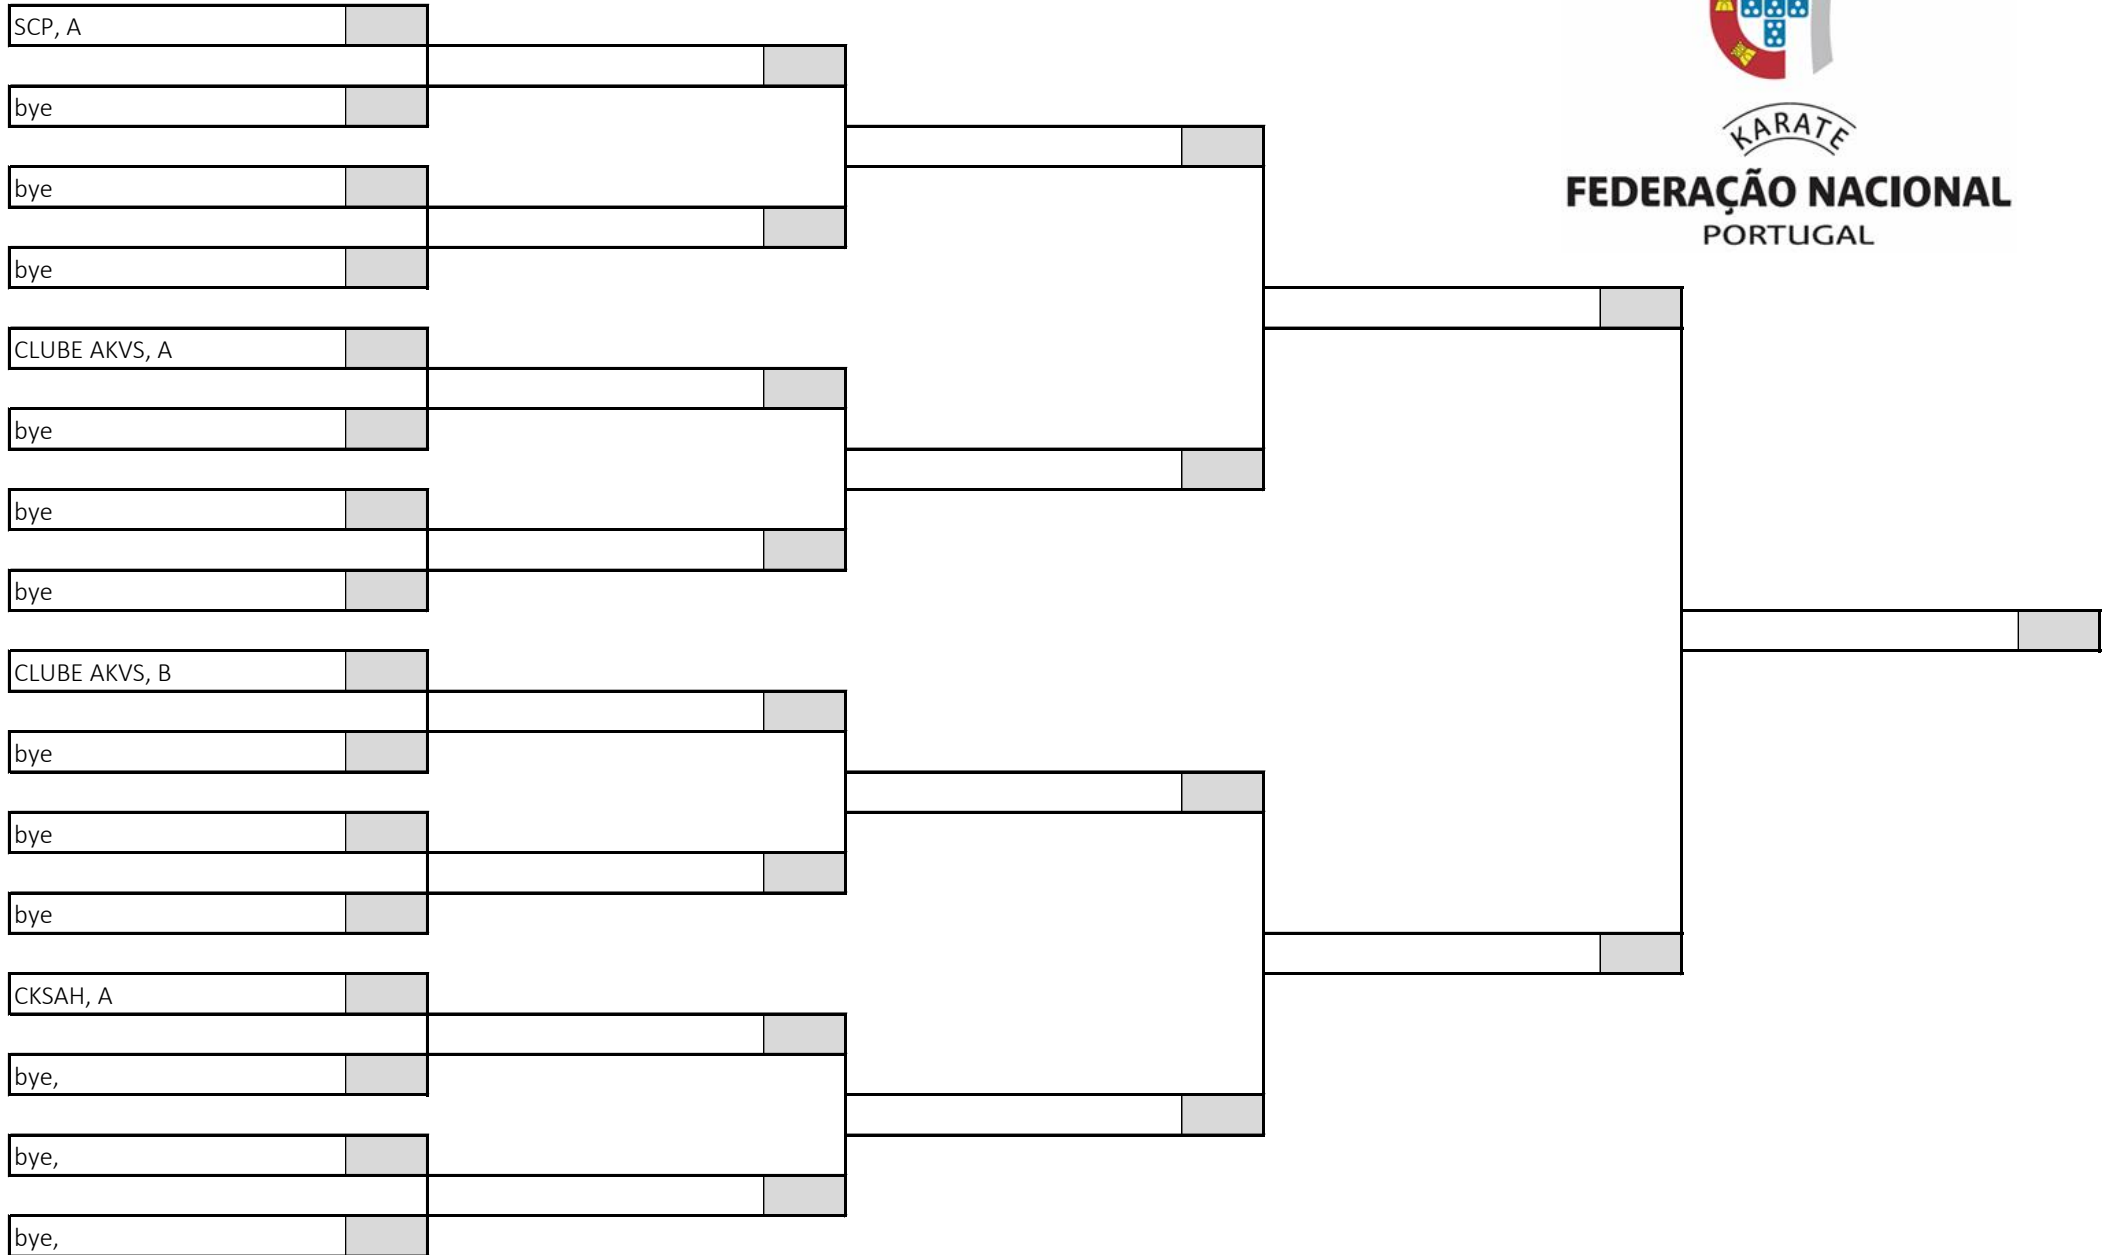 SCP, A
bye
bye
bye
CLUBE AKVS, A
bye
bye
bye
CLUBE AKVS, B
bye
bye
bye
CKSAH, A
bye,
bye,
bye,
KARATE
FEDERAÇÃO NACIONAL
PORTUGAL